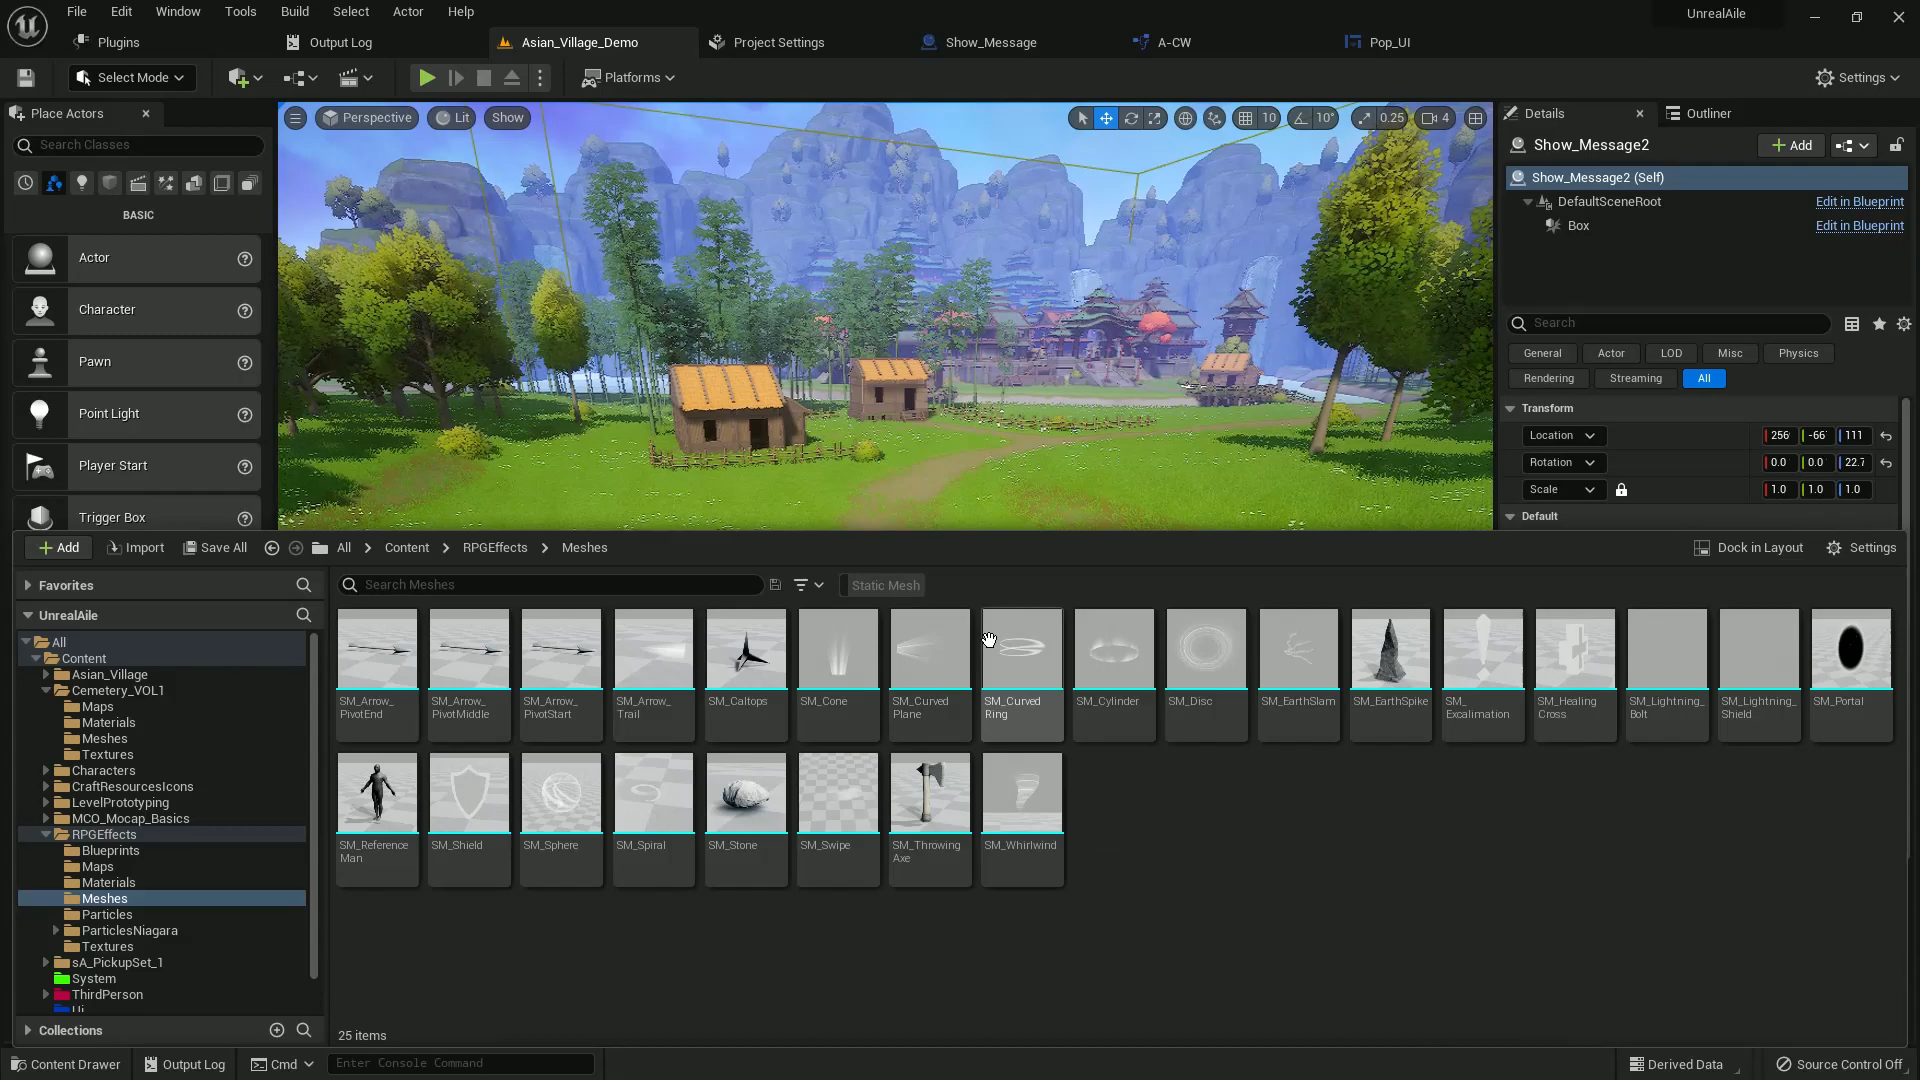 File Edit Window Tools Build Select Actor Help UnrealAile
Plugins Output Log Asian_Village_Demo Project Settings Show_Message A-CW Pop_UI
Select Mode Platforms Settings
Place Actors
Search Classes
BASIC
Actor
Character
Pawn
Point Light
Player Start
Trigger Box
Perspective Lit Show 10 10° 0.25 4
Details Outliner
Show_Message2 Add
Show_Message2 (Self)
DefaultSceneRoot Edit in Blueprint
Box Edit in Blueprint
Search
General Actor LOD Misc Physics
Rendering Streaming All
Transform
Location 256 -66 111
Rotation 0.0 0.0 22.7
Scale 1.0 1.0 1.0
Default
Add Import Save All All Content RPGEffects Meshes Dock in Layout Settings
Favorites
UnrealAile
All
Content
Asian_Village
Cemetery_VOL1
Maps
Materials
Meshes
Textures
Characters
CraftResourcesIcons
LevelPrototyping
MCO_Mocap_Basics
RPGEffects
Blueprints
Maps
Materials
Meshes
Particles
ParticlesNiagara
Textures
sA_PickupSet_1
System
ThirdPerson
Collections
Search Meshes Static Mesh
SM_Arrow_ SM_Arrow_ SM_Arrow_ SM_Arrow_ SM_Caltops SM_Cone SM_Curved SM_Curved SM_Cylinder SM_Disc SM_EarthSlam SM_EarthSpike SM_ SM_Healing SM_Lightning_ SM_Lightning_ SM_Portal
PivotEnd PivotMiddle PivotStart Trail Plane Ring Excalimation Cross Bolt Shield
SM_Reference SM_Shield SM_Sphere SM_Spiral SM_Stone SM_Swipe SM_Throwing SM_Whirlwind
Man Axe
25 items
Content Drawer Output Log Cmd Enter Console Command Derived Data Source Control Off